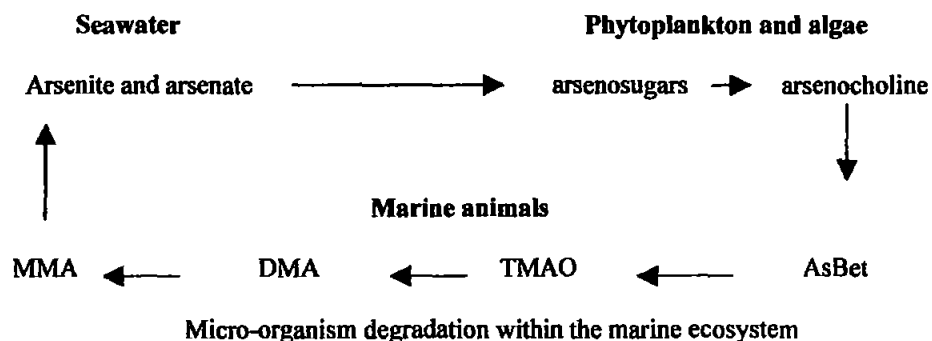 Seawater Phytoplankton and algae
Arsenite and arsenate arsenosugars arsenocholine
Marine animals
MMA DMA TMAO AsBet
Micro-organism degradation within the marine ecosystem